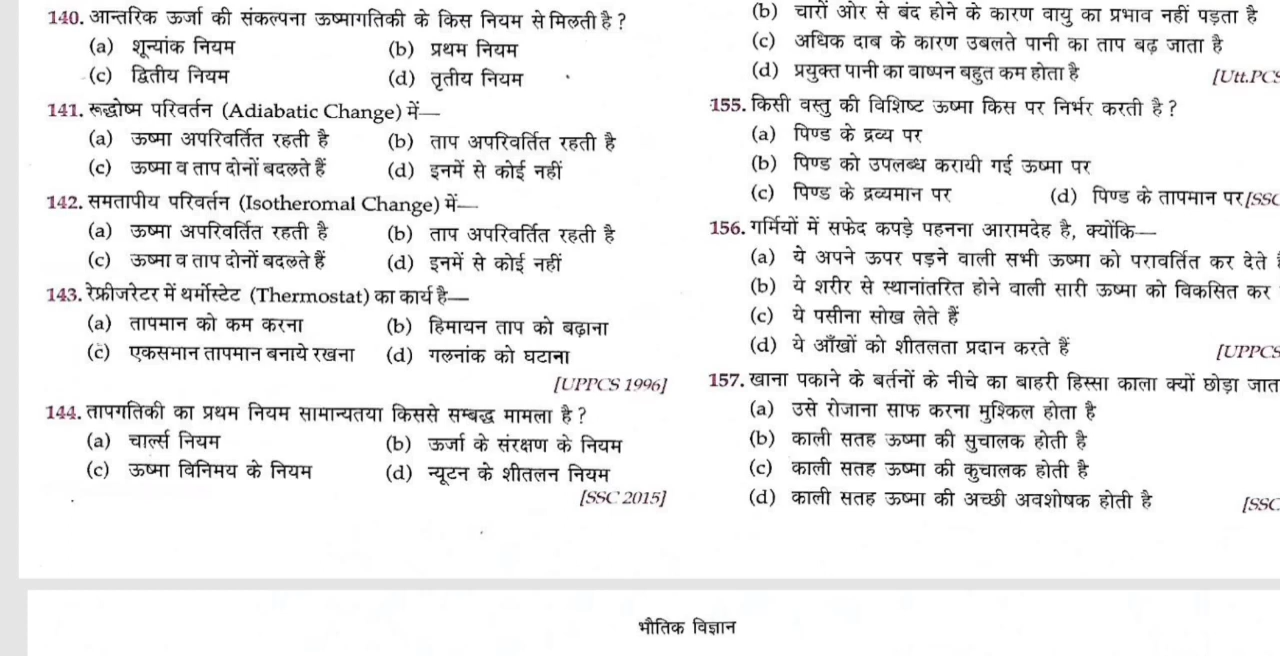 140. आन्तरिक ऊर्जा की संकल्पना ऊष्मागतिकी के किस नियम से मिलती है ?
(a) शून्यांक नियम (b) प्रथम नियम
(c) द्वितीय नियम (d) तृतीय नियम
141. रूद्धोष्म परिवर्तन (Adiabatic Change) में—
(a) ऊष्मा अपरिवर्तित रहती है (b) ताप अपरिवर्तित रहती है
(c) ऊष्मा व ताप दोनों बदलते हैं (d) इनमें से कोई नहीं
142. समतापीय परिवर्तन (Isotheromal Change) में—
(a) ऊष्मा अपरिवर्तित रहती है (b) ताप अपरिवर्तित रहती है
(c) ऊष्मा व ताप दोनों बदलते हैं (d) इनमें से कोई नहीं
143. रेफ्रीजरेटर में थर्मोस्टेट (Thermostat) का कार्य है—
(a) तापमान को कम करना (b) हिमायन ताप को बढ़ाना
(c) एकसमान तापमान बनाये रखना (d) गलनांक को घटाना
[UPPCS 1996]
144. तापगतिकी का प्रथम नियम सामान्यतया किससे सम्बद्ध मामला है ?
(a) चार्ल्स नियम (b) ऊर्जा के संरक्षण के नियम
(c) ऊष्मा विनिमय के नियम (d) न्यूटन के शीतलन नियम
[SSC 2015]
(b) चारों ओर से बंद होने के कारण वायु का प्रभाव नहीं पड़ता है
(c) अधिक दाब के कारण उबलते पानी का ताप बढ़ जाता है
(d) प्रयुक्त पानी का वाष्पन बहुत कम होता है [Utt.PCS
155. किसी वस्तु की विशिष्ट ऊष्मा किस पर निर्भर करती है ?
(a) पिण्ड के द्रव्य पर
(b) पिण्ड को उपलब्ध करायी गई ऊष्मा पर
(c) पिण्ड के द्रव्यमान पर (d) पिण्ड के तापमान पर [SSC
156. गर्मियों में सफेद कपड़े पहनना आरामदेह है, क्योंकि—
(a) ये अपने ऊपर पड़ने वाली सभी ऊष्मा को परावर्तित कर देते
(b) ये शरीर से स्थानांतरित होने वाली सारी ऊष्मा को विकसित कर
(c) ये पसीना सोख लेते हैं
(d) ये आँखों को शीतलता प्रदान करते हैं [UPPCS
157. खाना पकाने के बर्तनों के नीचे का बाहरी हिस्सा काला क्यों छोड़ा जात
(a) उसे रोजाना साफ करना मुश्किल होता है
(b) काली सतह ऊष्मा की सुचालक होती है
(c) काली सतह ऊष्मा की कुचालक होती है
(d) काली सतह ऊष्मा की अच्छी अवशोषक होती है [SSC
भौतिक विज्ञान